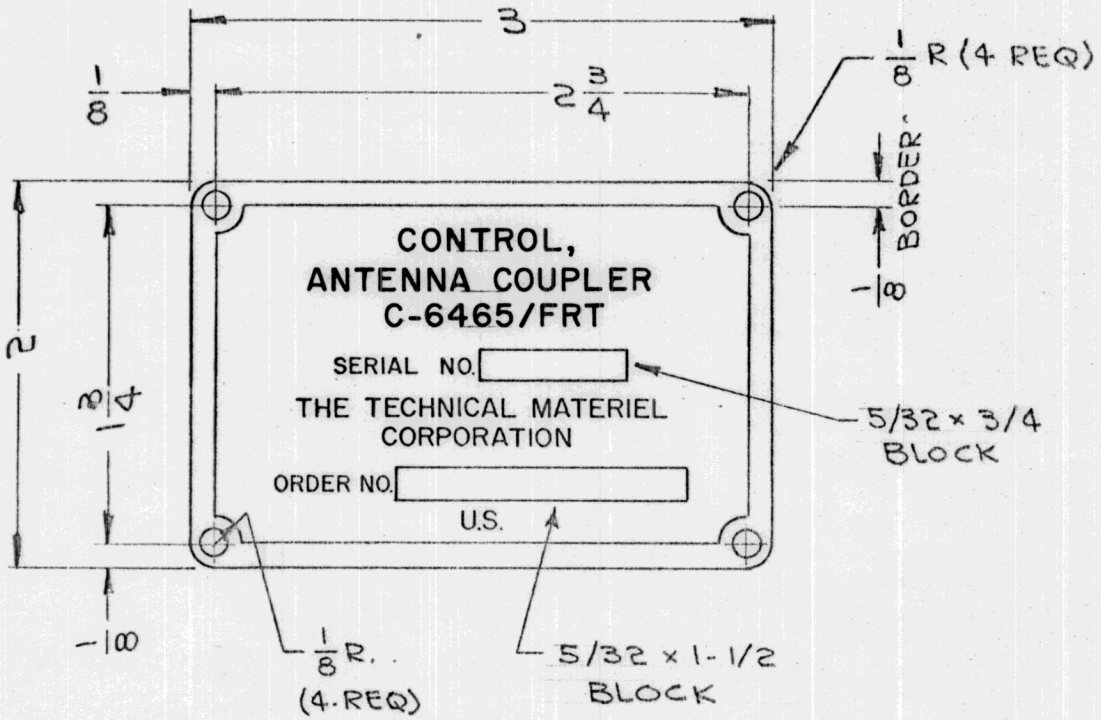 3
1/8
2 3/4
1/8 R (4 REQ)
1/8 BORDER
2
1 3/4
CONTROL,
ANTENNA COUPLER
C-6465/FRT
SERIAL NO.
THE TECHNICAL MATERIEL
CORPORATION
ORDER NO.
U.S.
5/32 × 3/4
BLOCK
1/8
1/8 R.
(4. REQ)
5/32 × 1-1/2
BLOCK